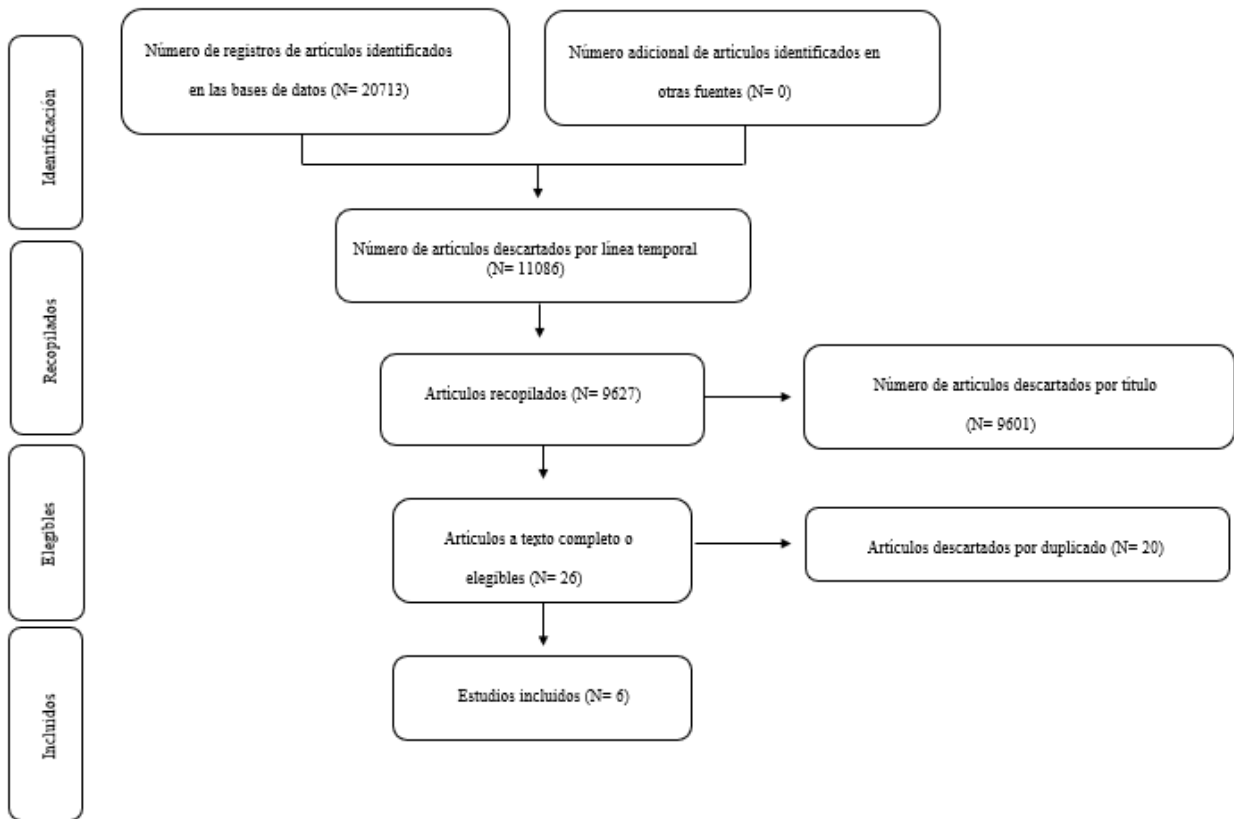 Identificación
Número de registros de artículos identificados
en las bases de datos (N= 20713)
Número adicional de artículos identificados en
otras fuentes (N= 0)
Recopilados
Número de artículos descartados por línea temporal
(N= 11086)
Artículos recopilados (N= 9627)
Número de artículos descartados por título
(N= 9601)
Elegibles
Artículos a texto completo o
elegibles (N= 26)
Artículos descartados por duplicado (N= 20)
Incluidos
Estudios incluidos (N= 6)